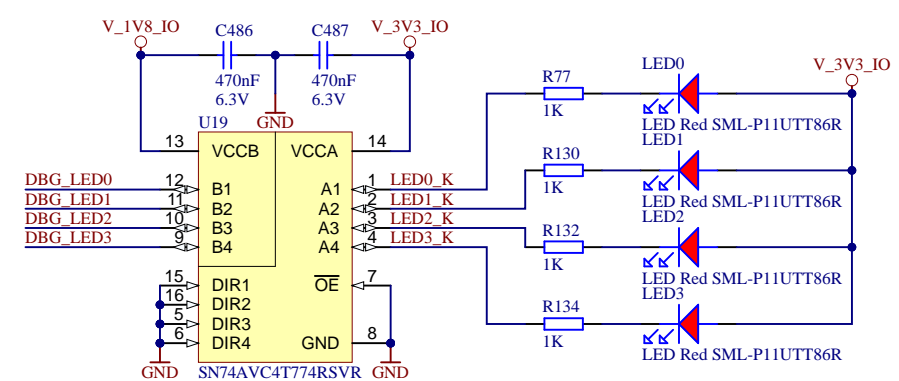 V_1V8_IO
C486
C487
V_3V3_IO
470nF
6.3V
470nF
6.3V
GND
U19
13
VCCB
VCCA
14
DBG_LED0
12
B1
A1
1
LED0_K
DBG_LED1
11
B2
A2
2
LED1_K
DBG_LED2
10
B3
A3
3
LED2_K
DBG_LED3
9
B4
A4
4
LED3_K
15
DIR1
OE
7
16
DIR2
5
DIR3
6
DIR4
GND
8
GND
SN74AVC4T774RSVR
GND
R77
1K
R130
1K
R132
1K
R134
1K
LED0
V_3V3_IO
LED Red SML-P11UTT86R
LED1
LED Red SML-P11UTT86R
LED2
LED Red SML-P11UTT86R
LED3
LED Red SML-P11UTT86R